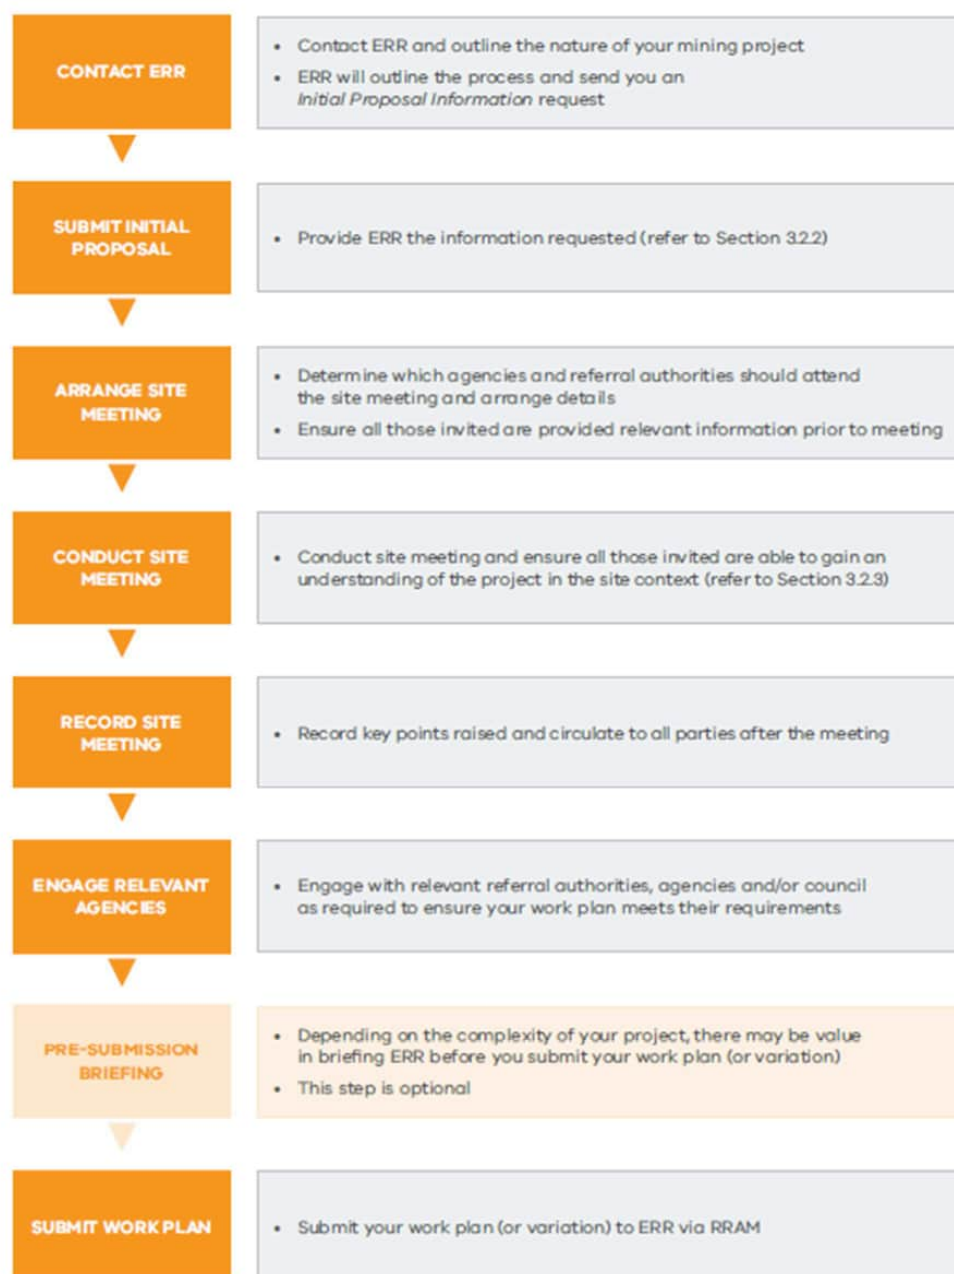 CONTACT ERR
• Contact ERR and outline the nature of your mining project
• ERR will outline the process and send you an
Initial Proposal Information request
SUBMIT INITIAL
PROPOSAL
• Provide ERR the information requested (refer to Section 3.2.2)
ARRANGE SITE
MEETING
• Determine which agencies and referral authorities should attend
the site meeting and arrange details
• Ensure all those invited are provided relevant information prior to meeting
CONDUCT SITE
MEETING
• Conduct site meeting and ensure all those invited are able to gain an
understanding of the project in the site context (refer to Section 3.2.3)
RECORD SITE
MEETING
• Record key points raised and circulate to all parties after the meeting
ENGAGE RELEVANT
AGENCIES
• Engage with relevant referral authorities, agencies and/or council
as required to ensure your work plan meets their requirements
PRE-SUBMISSION
BRIEFING
• Depending on the complexity of your project, there may be value
in briefing ERR before you submit your work plan (or variation)
• This step is optional
SUBMIT WORK PLAN
• Submit your work plan (or variation) to ERR via RRAM